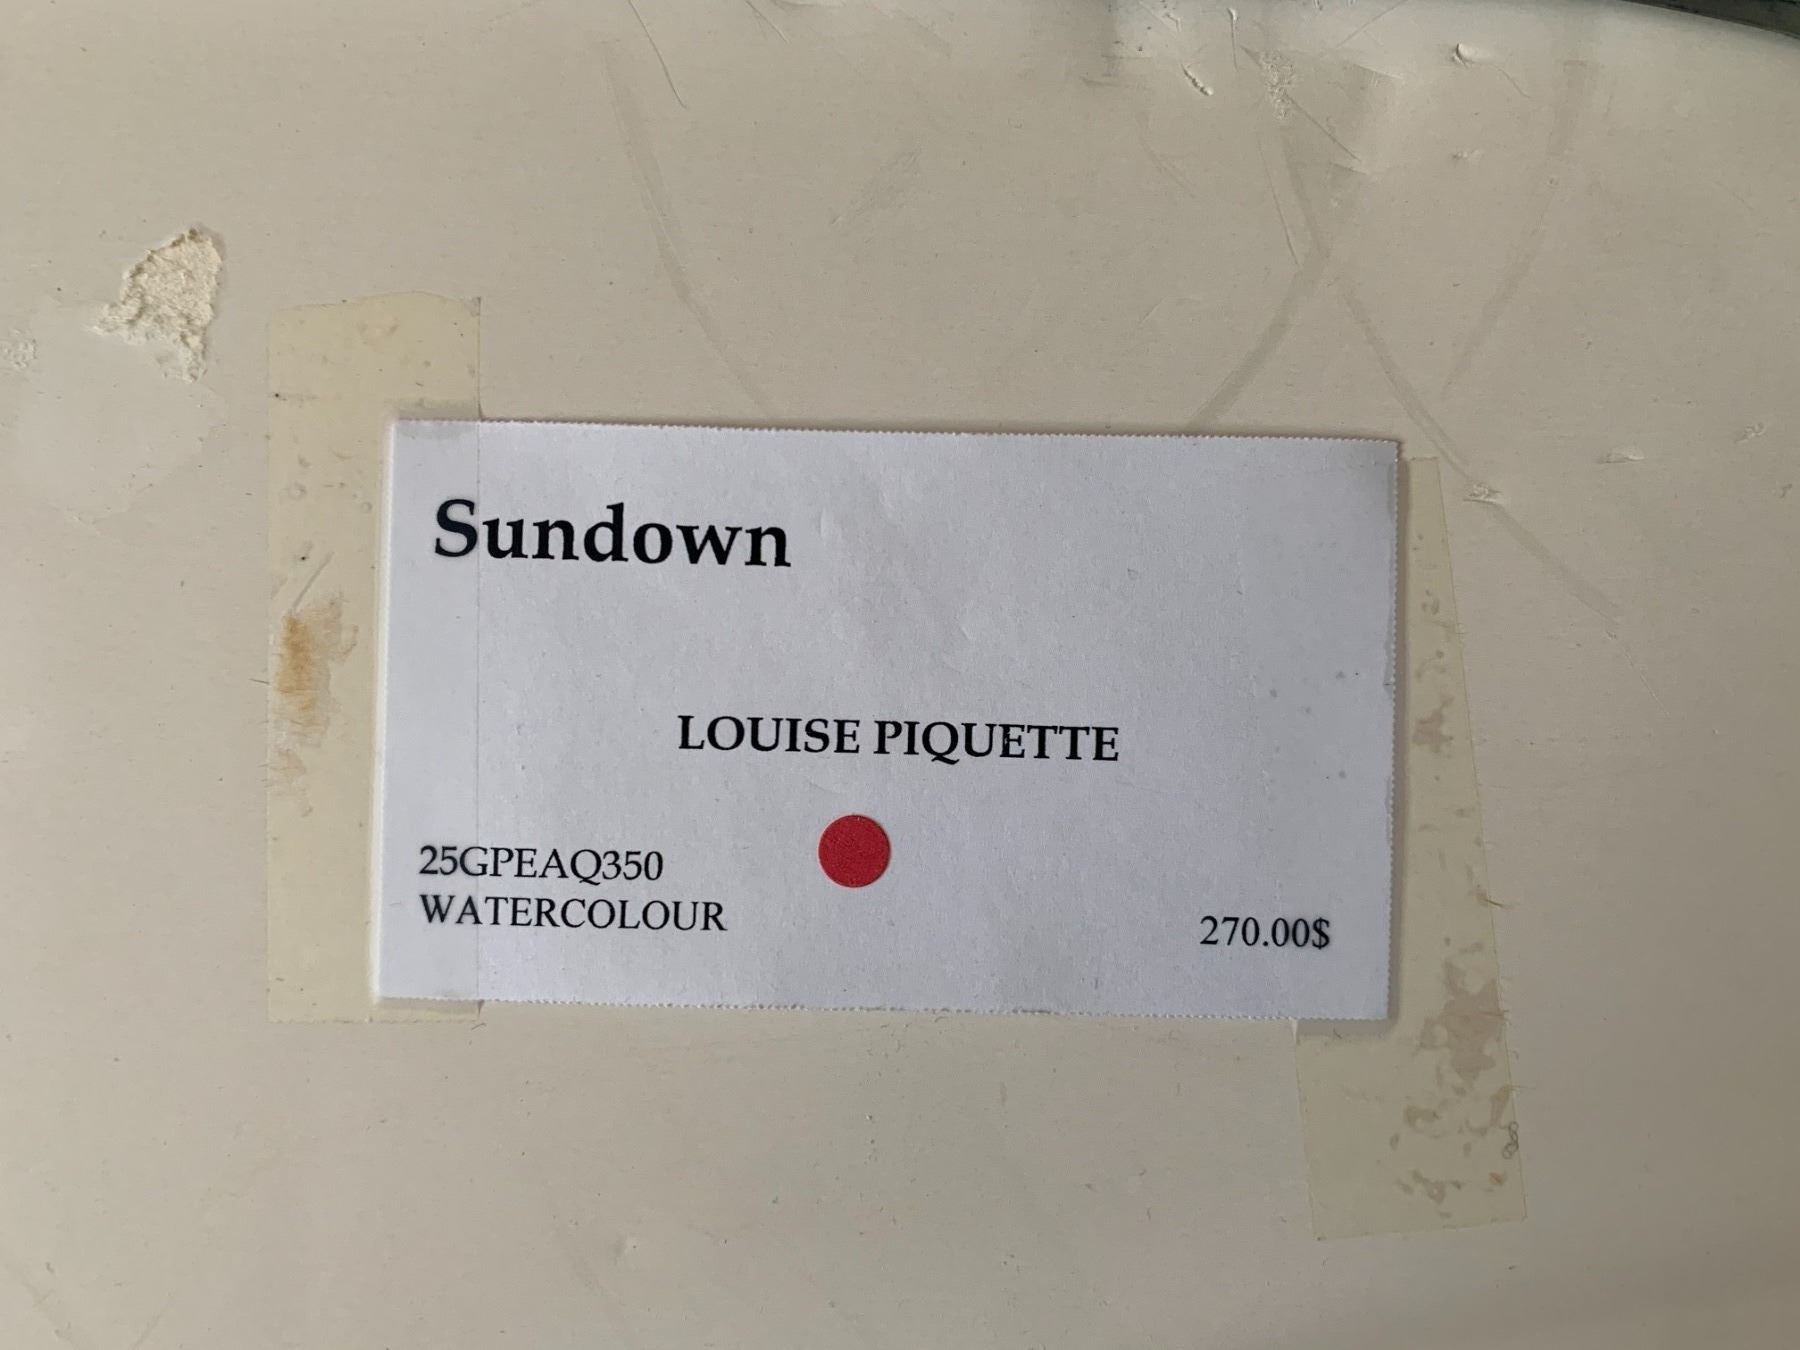 Sundown
LOUISE PIQUETTE
25GPEAQ350
WATERCOLOUR
270.00$